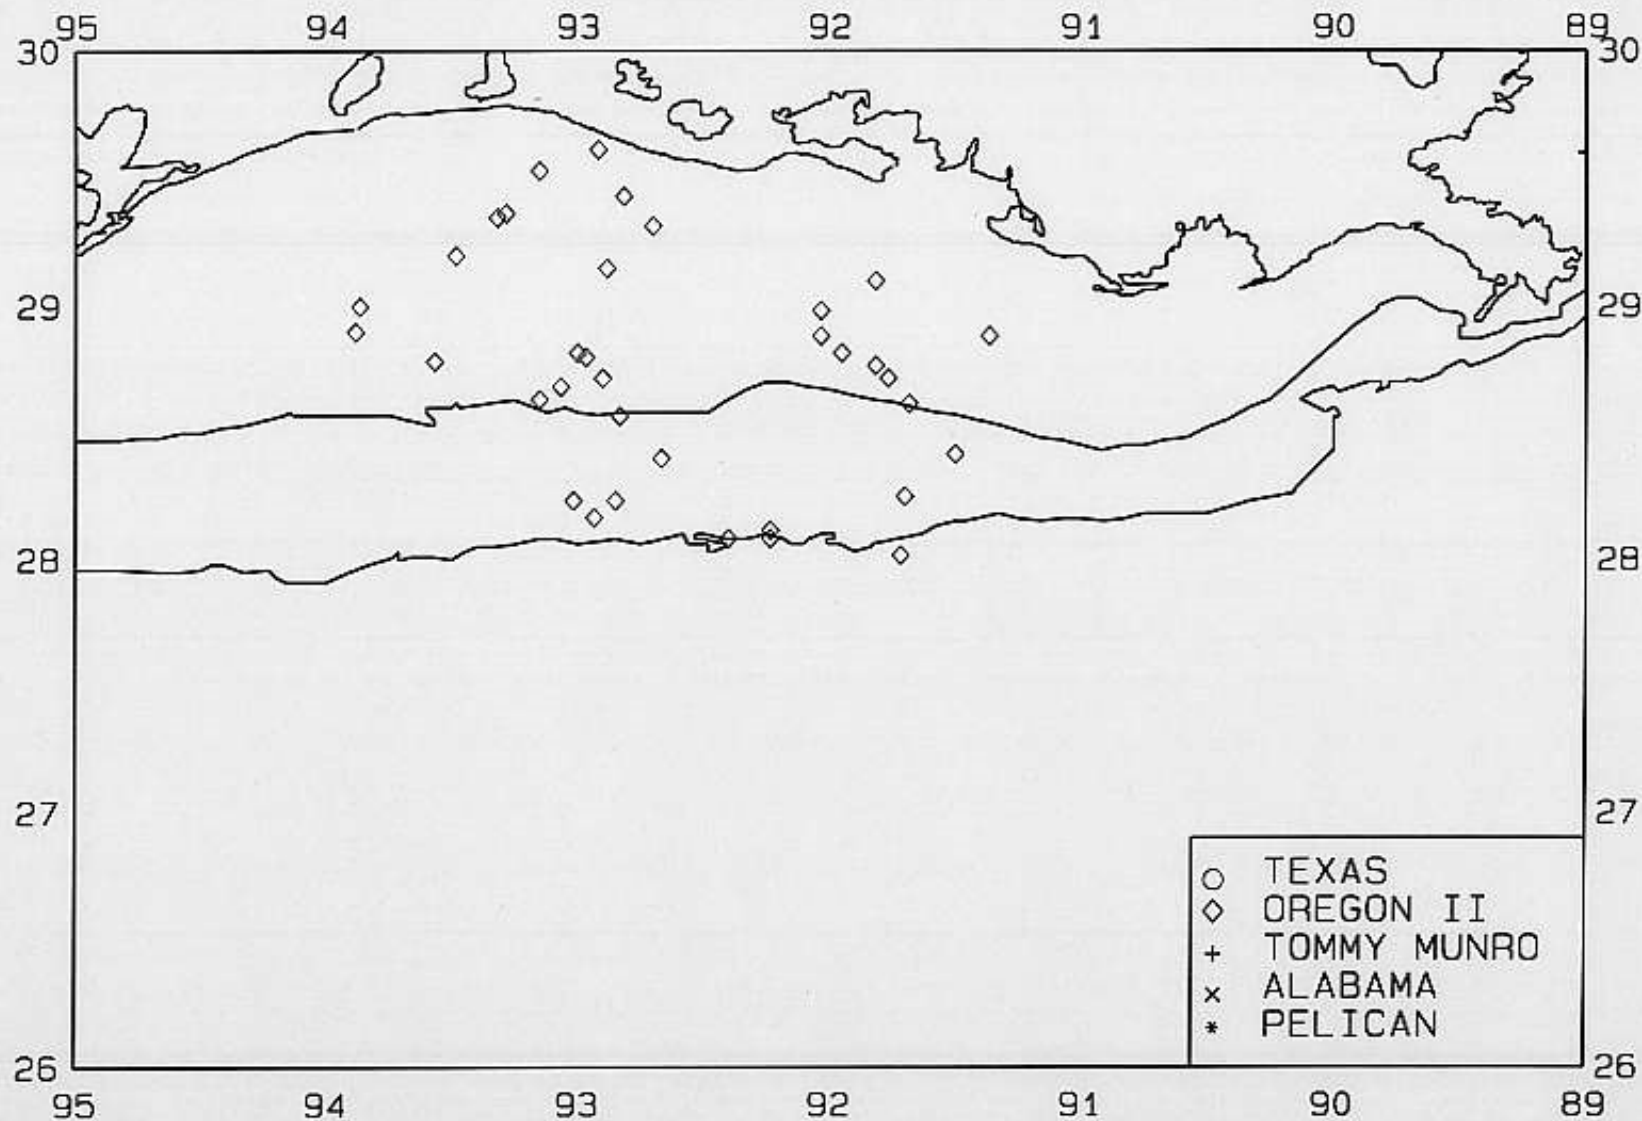 95 94 93 92 91 90 89
30 30
29 29
28 28
27 27
○ TEXAS
◇ OREGON II
+ TOMMY MUNRO
× ALABAMA
* PELICAN
26 26
95 94 93 92 91 90 89